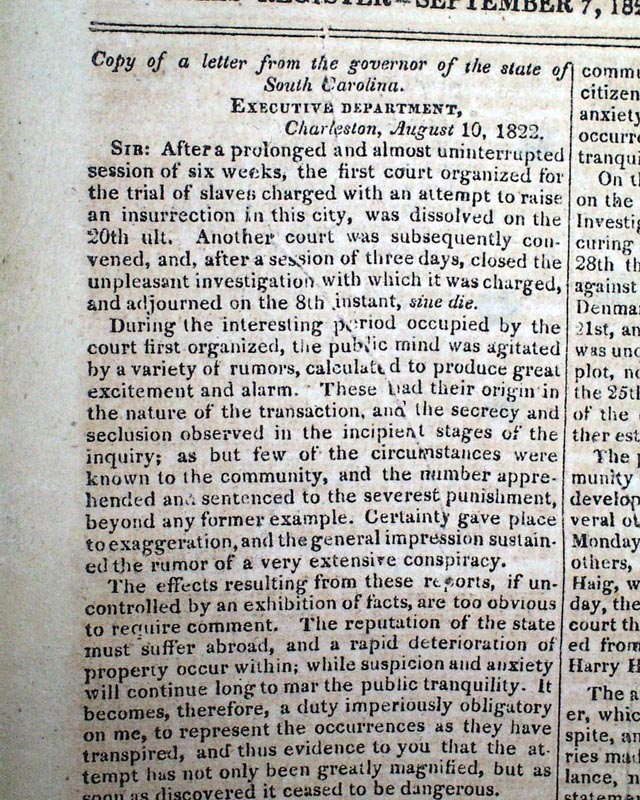 REGISTER—SEPTEMBER 7, 182
Copy of a letter from the governor of the state of
South Carolina.
EXECUTIVE DEPARTMENT,
Charleston, August 10, 1822.
SIR: After a prolonged and almost uninterrupted
session of six weeks, the first court organized for
the trial of slaves charged with an attempt to raise
an insurrection in this city, was dissolved on the
20th ult. Another court was subsequently con-
vened, and, after a session of three days, closed the
unpleasant investigation with which it was charged,
and adjourned on the 8th instant, sine die.
During the interesting period occupied by the
court first organized, the public mind was agitated
by a variety of rumors, calculated to produce great
excitement and alarm. These had their origin in
the nature of the transaction, and the secrecy and
seclusion observed in the incipient stages of the
inquiry; as but few of the circumstances were
known to the community, and the number appre-
hended and sentenced to the severest punishment,
beyond any former example. Certainty gave place
to exaggeration, and the general impression sustain-
ed the rumor of a very extensive conspiracy.
The effects resulting from these reports, if un-
controlled by an exhibition of facts, are too obvious
to require comment. The reputation of the state
must suffer abroad, and a rapid deterioration of
property occur within; while suspicion and anxiety
will continue long to mar the public tranquility. It
becomes, therefore, a duty imperiously obligatory
on me, to represent the occurrences as they have
transpired, and thus evidence to you that the at-
tempt has not only been greatly magnified, but as
soon as discovered it ceased to be dangerous.
commu
citizen
anxiety
occurre
tranqui
On th
on the
Investig
curing
28th th
against
Denmar
21st, an
was unc
plot, no
the 25th
of the
ther est
The p
munity
develop
veral o
Monday
others,
Haig, w
day, the
court th
ed from
Harry H
The a
er, whic
spite, an
ries mad
lance, n
statemen